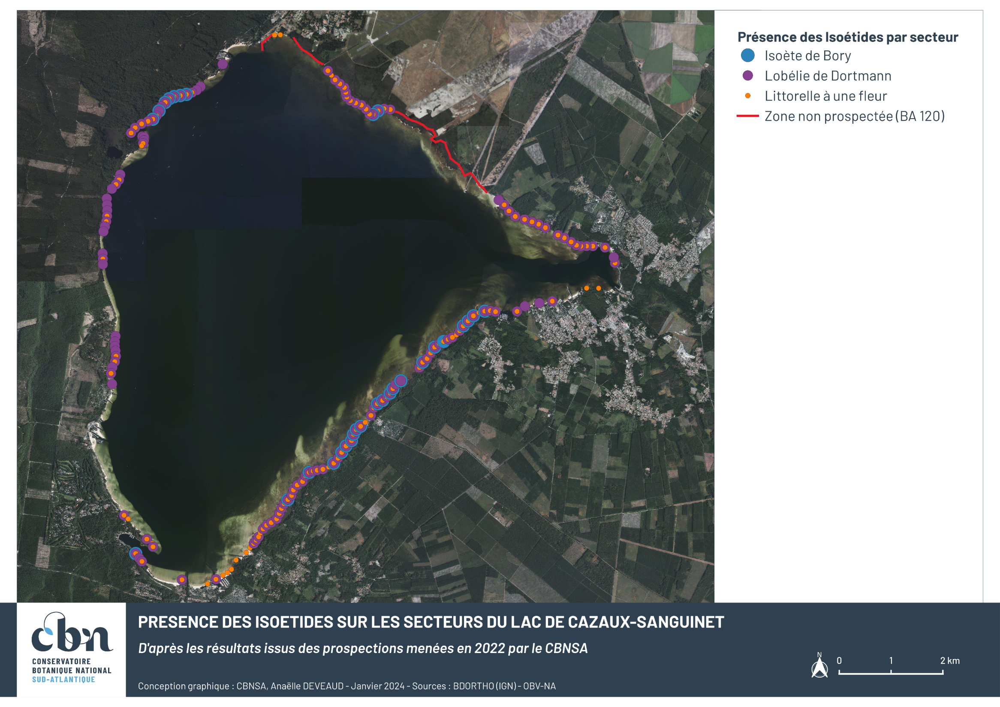 Présence des Isoétides par secteur
Isoète de Bory
Lobélie de Dortmann
Littorelle à une fleur
Zone non prospectée (BA 120)
cbn
CONSERVATOIRE
BOTANIQUE NATIONAL
SUD-ATLANTIQUE
PRESENCE DES ISOETIDES SUR LES SECTEURS DU LAC DE CAZAUX-SANGUINET
D'après les résultats issus des prospections menées en 2022 par le CBNSA
Conception graphique : CBNSA, Anaëlle DEVEAUD - Janvier 2024 - Sources : BDORTHO (IGN) - OBV-NA
N
0 1 2 km